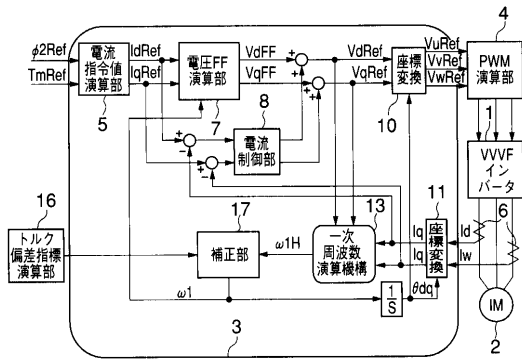 φ2Ref
TmRef
電流
指令値
演算部
5
IdRef
IqRef
電圧FF
演算部
7
VdFF
VqFF
+
+
+
+
VdRef
VqRef
座標
変換
10
VuRef
VvRef
VwRef
4
PWM
演算部
1
VVVF
イン
バータ
6
IM
2
8
電流
制御部
+
−
+
−
16
トルク
偏差指標
演算部
17
補正部
ω1H
13
一次
周波数
演算機構
11
座標変換
Iq
Iq
Id
Iw
ω1
1
S
θdq
3